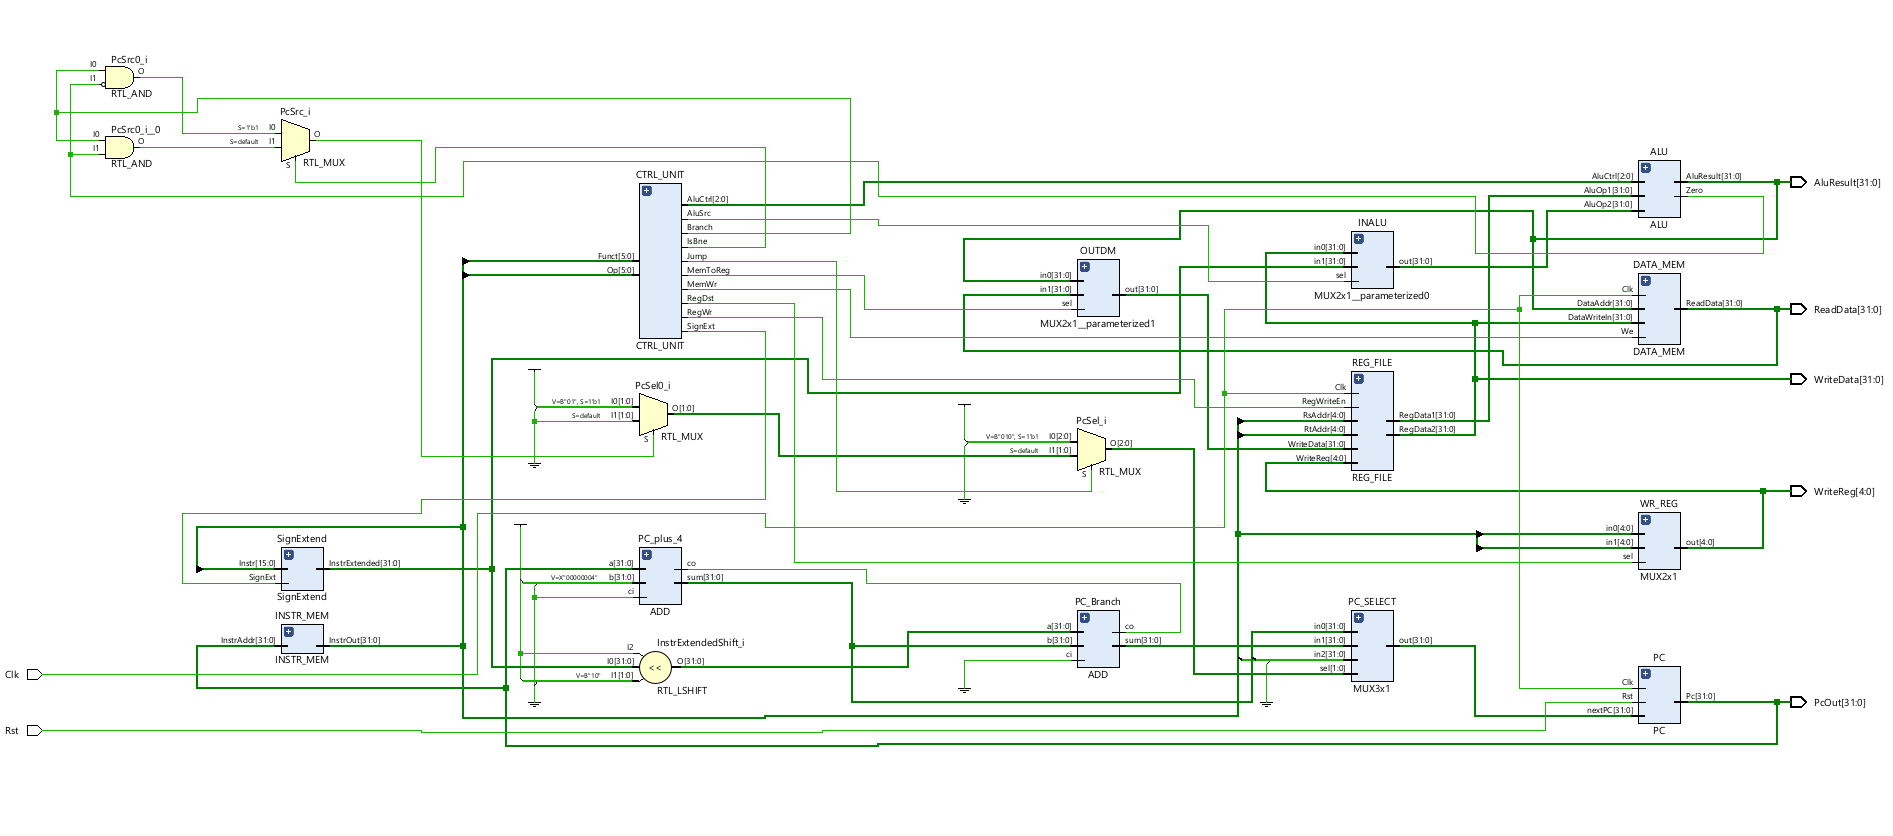 PcSrc0_i
I0
I1
O
RTL_AND
PcSrc0_i__0
I0
I1
O
RTL_AND
PcSrc_i
S=1'b1
I0
S=default
I1
O
S
RTL_MUX
CTRL_UNIT
AluCtrl[2:0]
AluSrc
Branch
IsBne
Funct[5:0]
Jump
Op[5:0]
MemToReg
MemWr
RegDst
RegWr
SignExt
CTRL_UNIT
ALU
AluCtrl[2:0]
AluResult[31:0]
AluOp1[31:0]
Zero
AluOp2[31:0]
ALU
AluResult[31:0]
INALU
in0[31:0]
in1[31:0]
out[31:0]
sel
MUX2x1__parameterized0
OUTDM
in0[31:0]
in1[31:0]
out[31:0]
sel
MUX2x1__parameterized1
DATA_MEM
Clk
DataAddr[31:0]
ReadData[31:0]
DataWriteIn[31:0]
We
DATA_MEM
ReadData[31:0]
WriteData[31:0]
PcSel0_i
V=B"01", S=1'b1
I0[1:0]
S=default
I1[1:0]
O[1:0]
S
RTL_MUX
PcSel_i
V=B"010", S=1'b1
I0[2:0]
S=default
I1[1:0]
O[2:0]
S
RTL_MUX
REG_FILE
Clk
RegWriteEn
RsAddr[4:0]
RegData1[31:0]
RtAddr[4:0]
RegData2[31:0]
WriteData[31:0]
WriteReg[4:0]
REG_FILE
WriteReg[4:0]
WR_REG
in0[4:0]
in1[4:0]
out[4:0]
sel
MUX2x1
SignExtend
Instr[15:0]
InstrExtended[31:0]
SignExt
SignExtend
INSTR_MEM
InstrAddr[31:0]
InstrOut[31:0]
INSTR_MEM
PC_plus_4
a[31:0]
co
V=X"00000004"
b[31:0]
sum[31:0]
ci
ADD
InstrExtendedShift_i
I2
I0[31:0]
<<
O[31:0]
V=B"10"
I1[1:0]
RTL_LSHIFT
PC_Branch
a[31:0]
co
b[31:0]
sum[31:0]
ci
ADD
PC_SELECT
in0[31:0]
in1[31:0]
out[31:0]
in2[31:0]
sel[1:0]
MUX3x1
PC
Clk
Rst
Pc[31:0]
nextPC[31:0]
PC
PcOut[31:0]
Clk
Rst